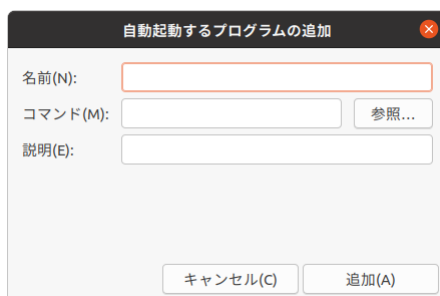 自動起動するプログラムの追加
名前(N):
コマンド(M):
参照...
説明(E):
キャンセル(C)
追加(A)